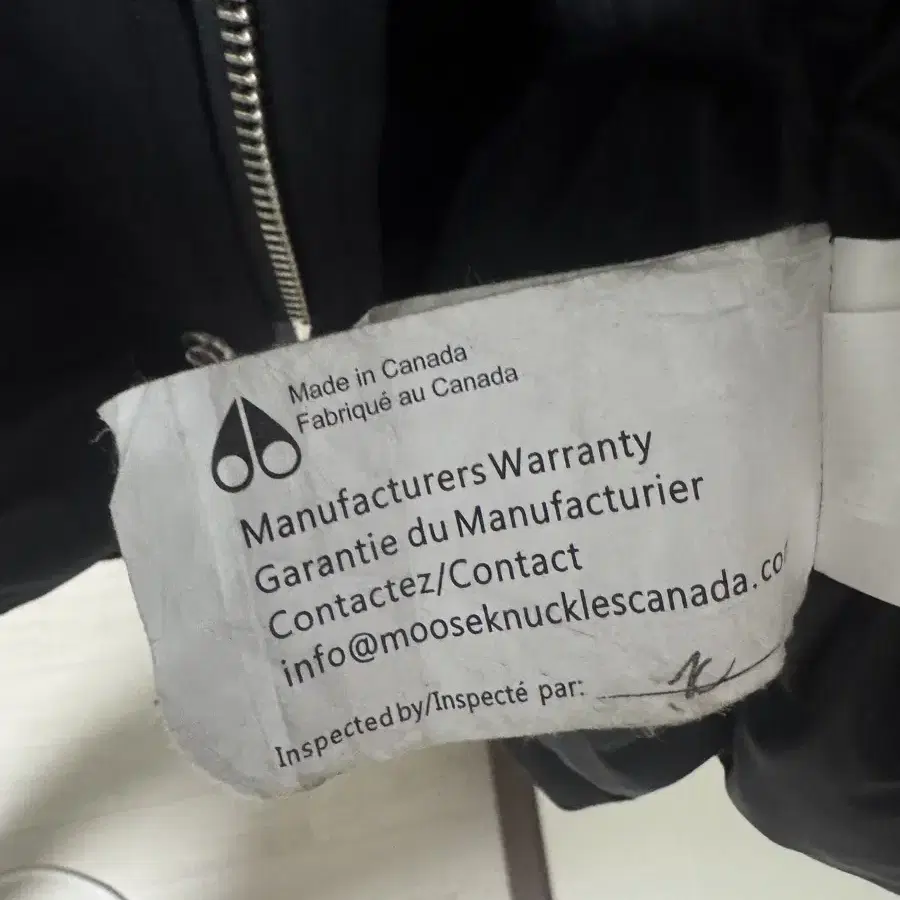 Made in Canada
Fabriqué au Canada
Manufacturers Warranty
Garantie du Manufacturier
Contactez/Contact
info@mooseknucklescanada.co
Inspected by/Inspecté par: